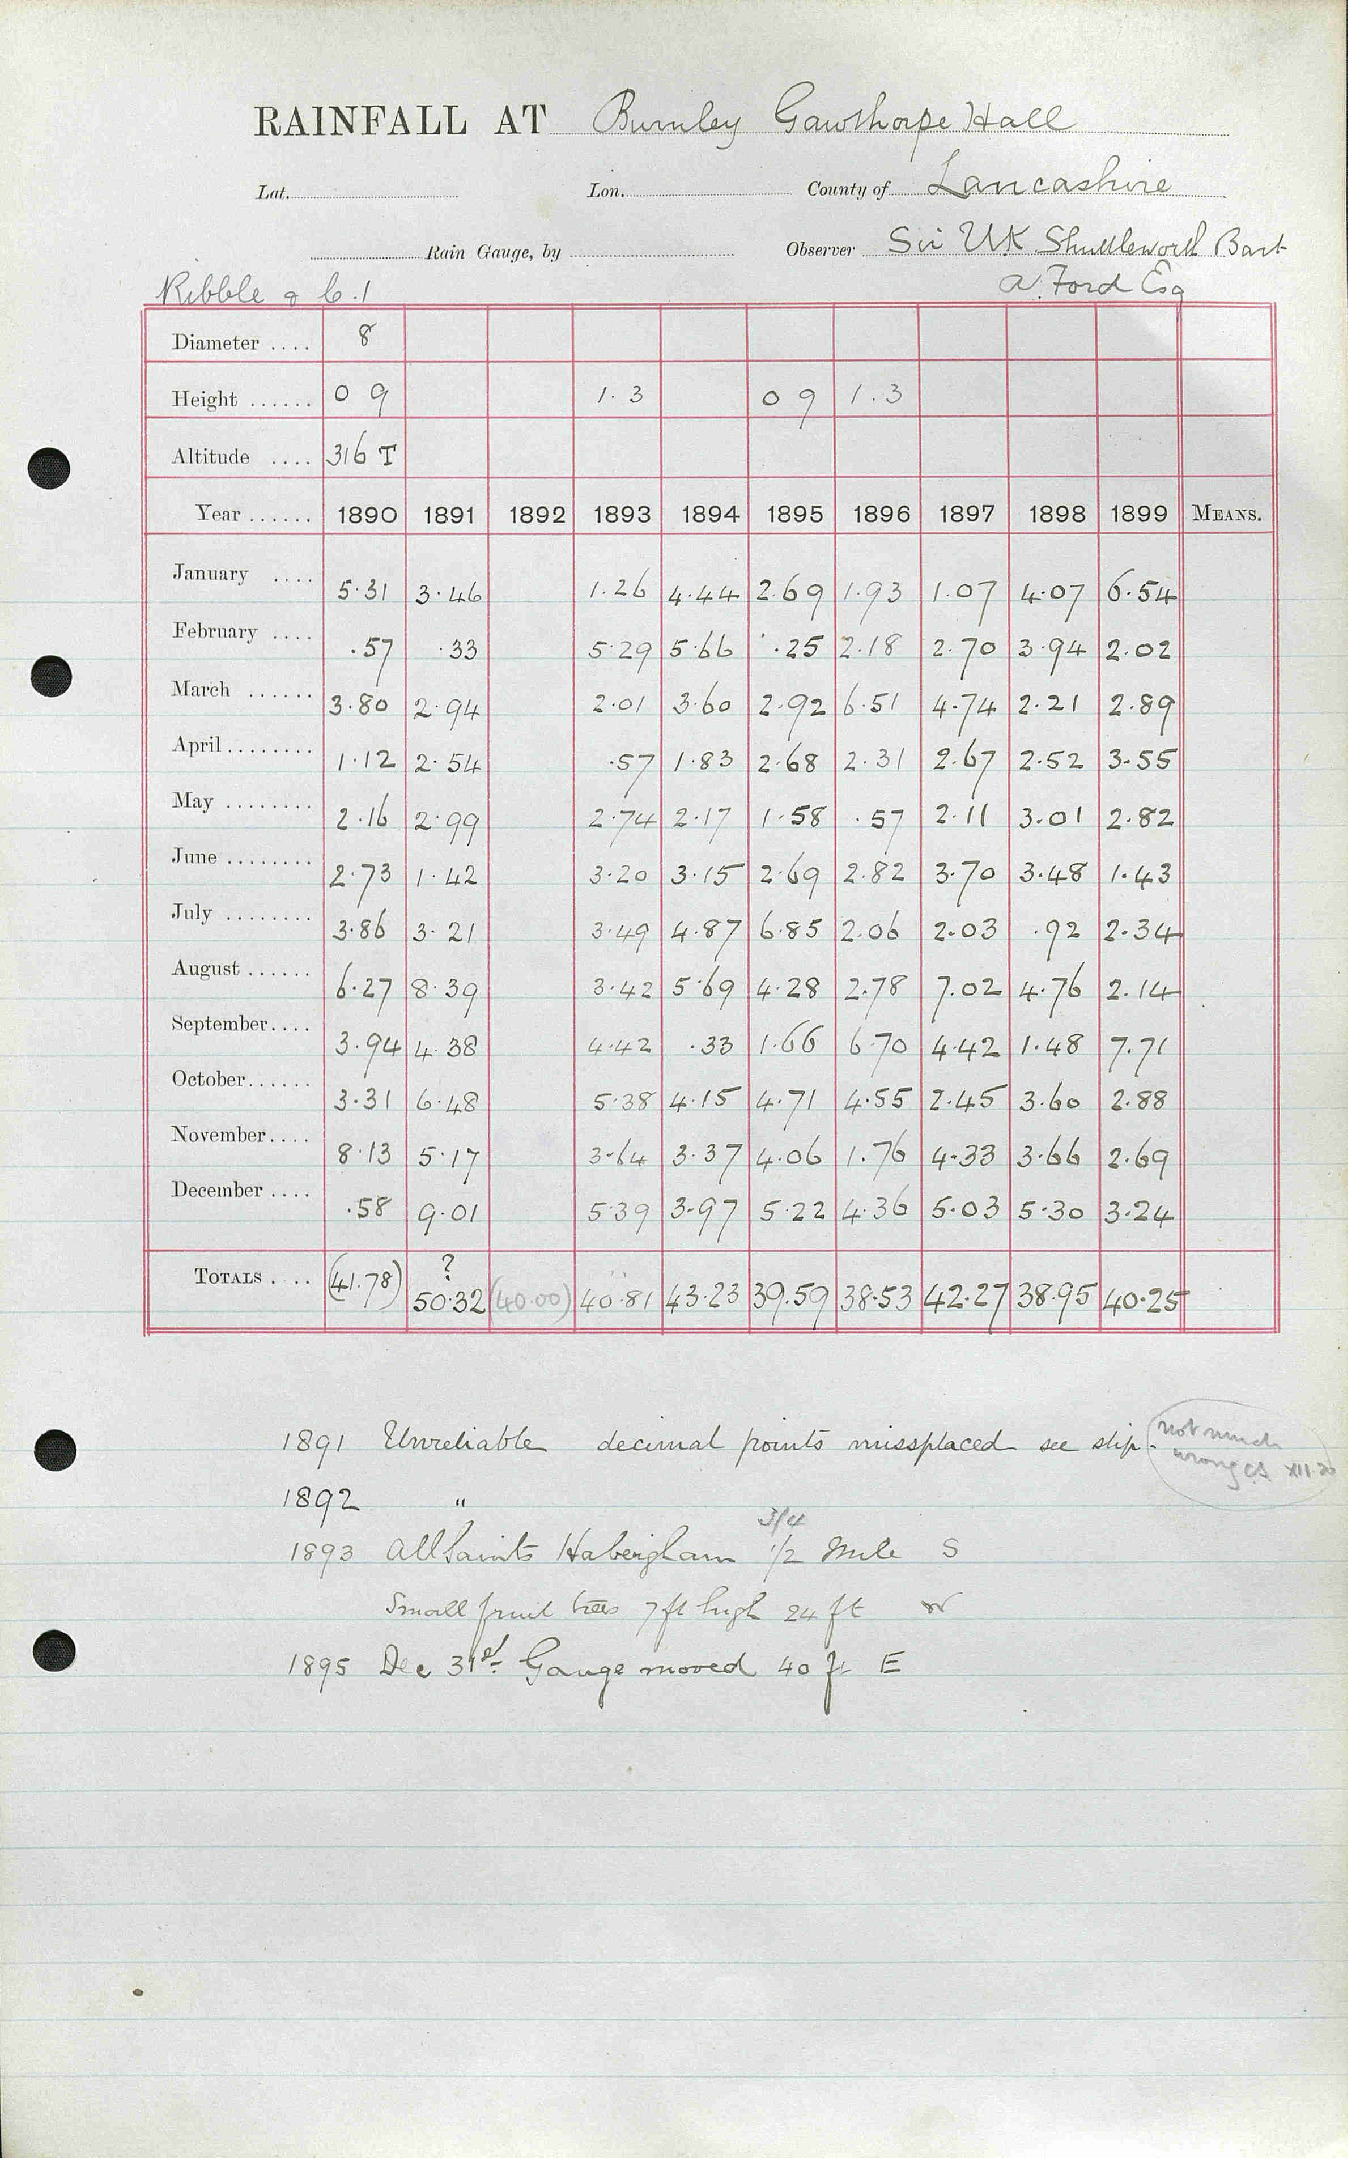 RAINFALL AT Burnley Gawthorpe Hall
Lat. Lon. County of Lancashire
Rain Gauge, by Observer Sir UK Shuttleworth Bart
Ribble & C. 1 A. Ford Esq
Diameter .... 8
Height ...... 0 9 1. 3 0 9 1. 3
Altitude .... 316 T
Year ...... 1890 1891 1892 1893 1894 1895 1896 1897 1898 1899 MEANS.
January .... 5.31 3.46 1.26 4.44 2.69 1.93 1.07 4.07 6.54
February .... .57 .33 5.29 5.66 .25 2.18 2.70 3.94 2.02
March ...... 3.80 2.94 2.01 3.60 2.92 6.51 4.74 2.21 2.89
April ........ 1.12 2.54 .57 1.83 2.68 2.31 2.67 2.52 3.55
May ........ 2.16 2.99 2.74 2.17 1.58 .57 2.11 3.01 2.82
June ........ 2.73 1.42 3.20 3.15 2.69 2.82 3.70 3.48 1.43
July ........ 3.86 3.21 3.49 4.87 6.85 2.06 2.03 .92 2.34
August ...... 6.27 8.39 3.42 5.69 4.28 2.78 7.02 4.76 2.14
September.... 3.94 4.38 4.42 .33 1.66 6.70 4.42 1.48 7.71
October...... 3.31 6.48 5.38 4.15 4.71 4.55 2.45 3.60 2.88
November.... 8.13 5.17 3.64 3.37 4.06 1.76 4.33 3.66 2.69
December .... .58 9.01 5.39 3.97 5.22 4.36 5.03 5.30 3.24
TOTALS .... (41.78) ? 50.32 (40.00) 40.81 43.23 39.59 38.53 42.27 38.95 40.25
1891 Unreliable decimal points missplaced see slip.
not much
wrong CS XII.20
1892 "
3/4
1893 All Saints Habergham 1/2 Mile S
Small fruit trees 7 ft high 24 ft W
1895 Dec 31st. Gauge moved 40 ft E